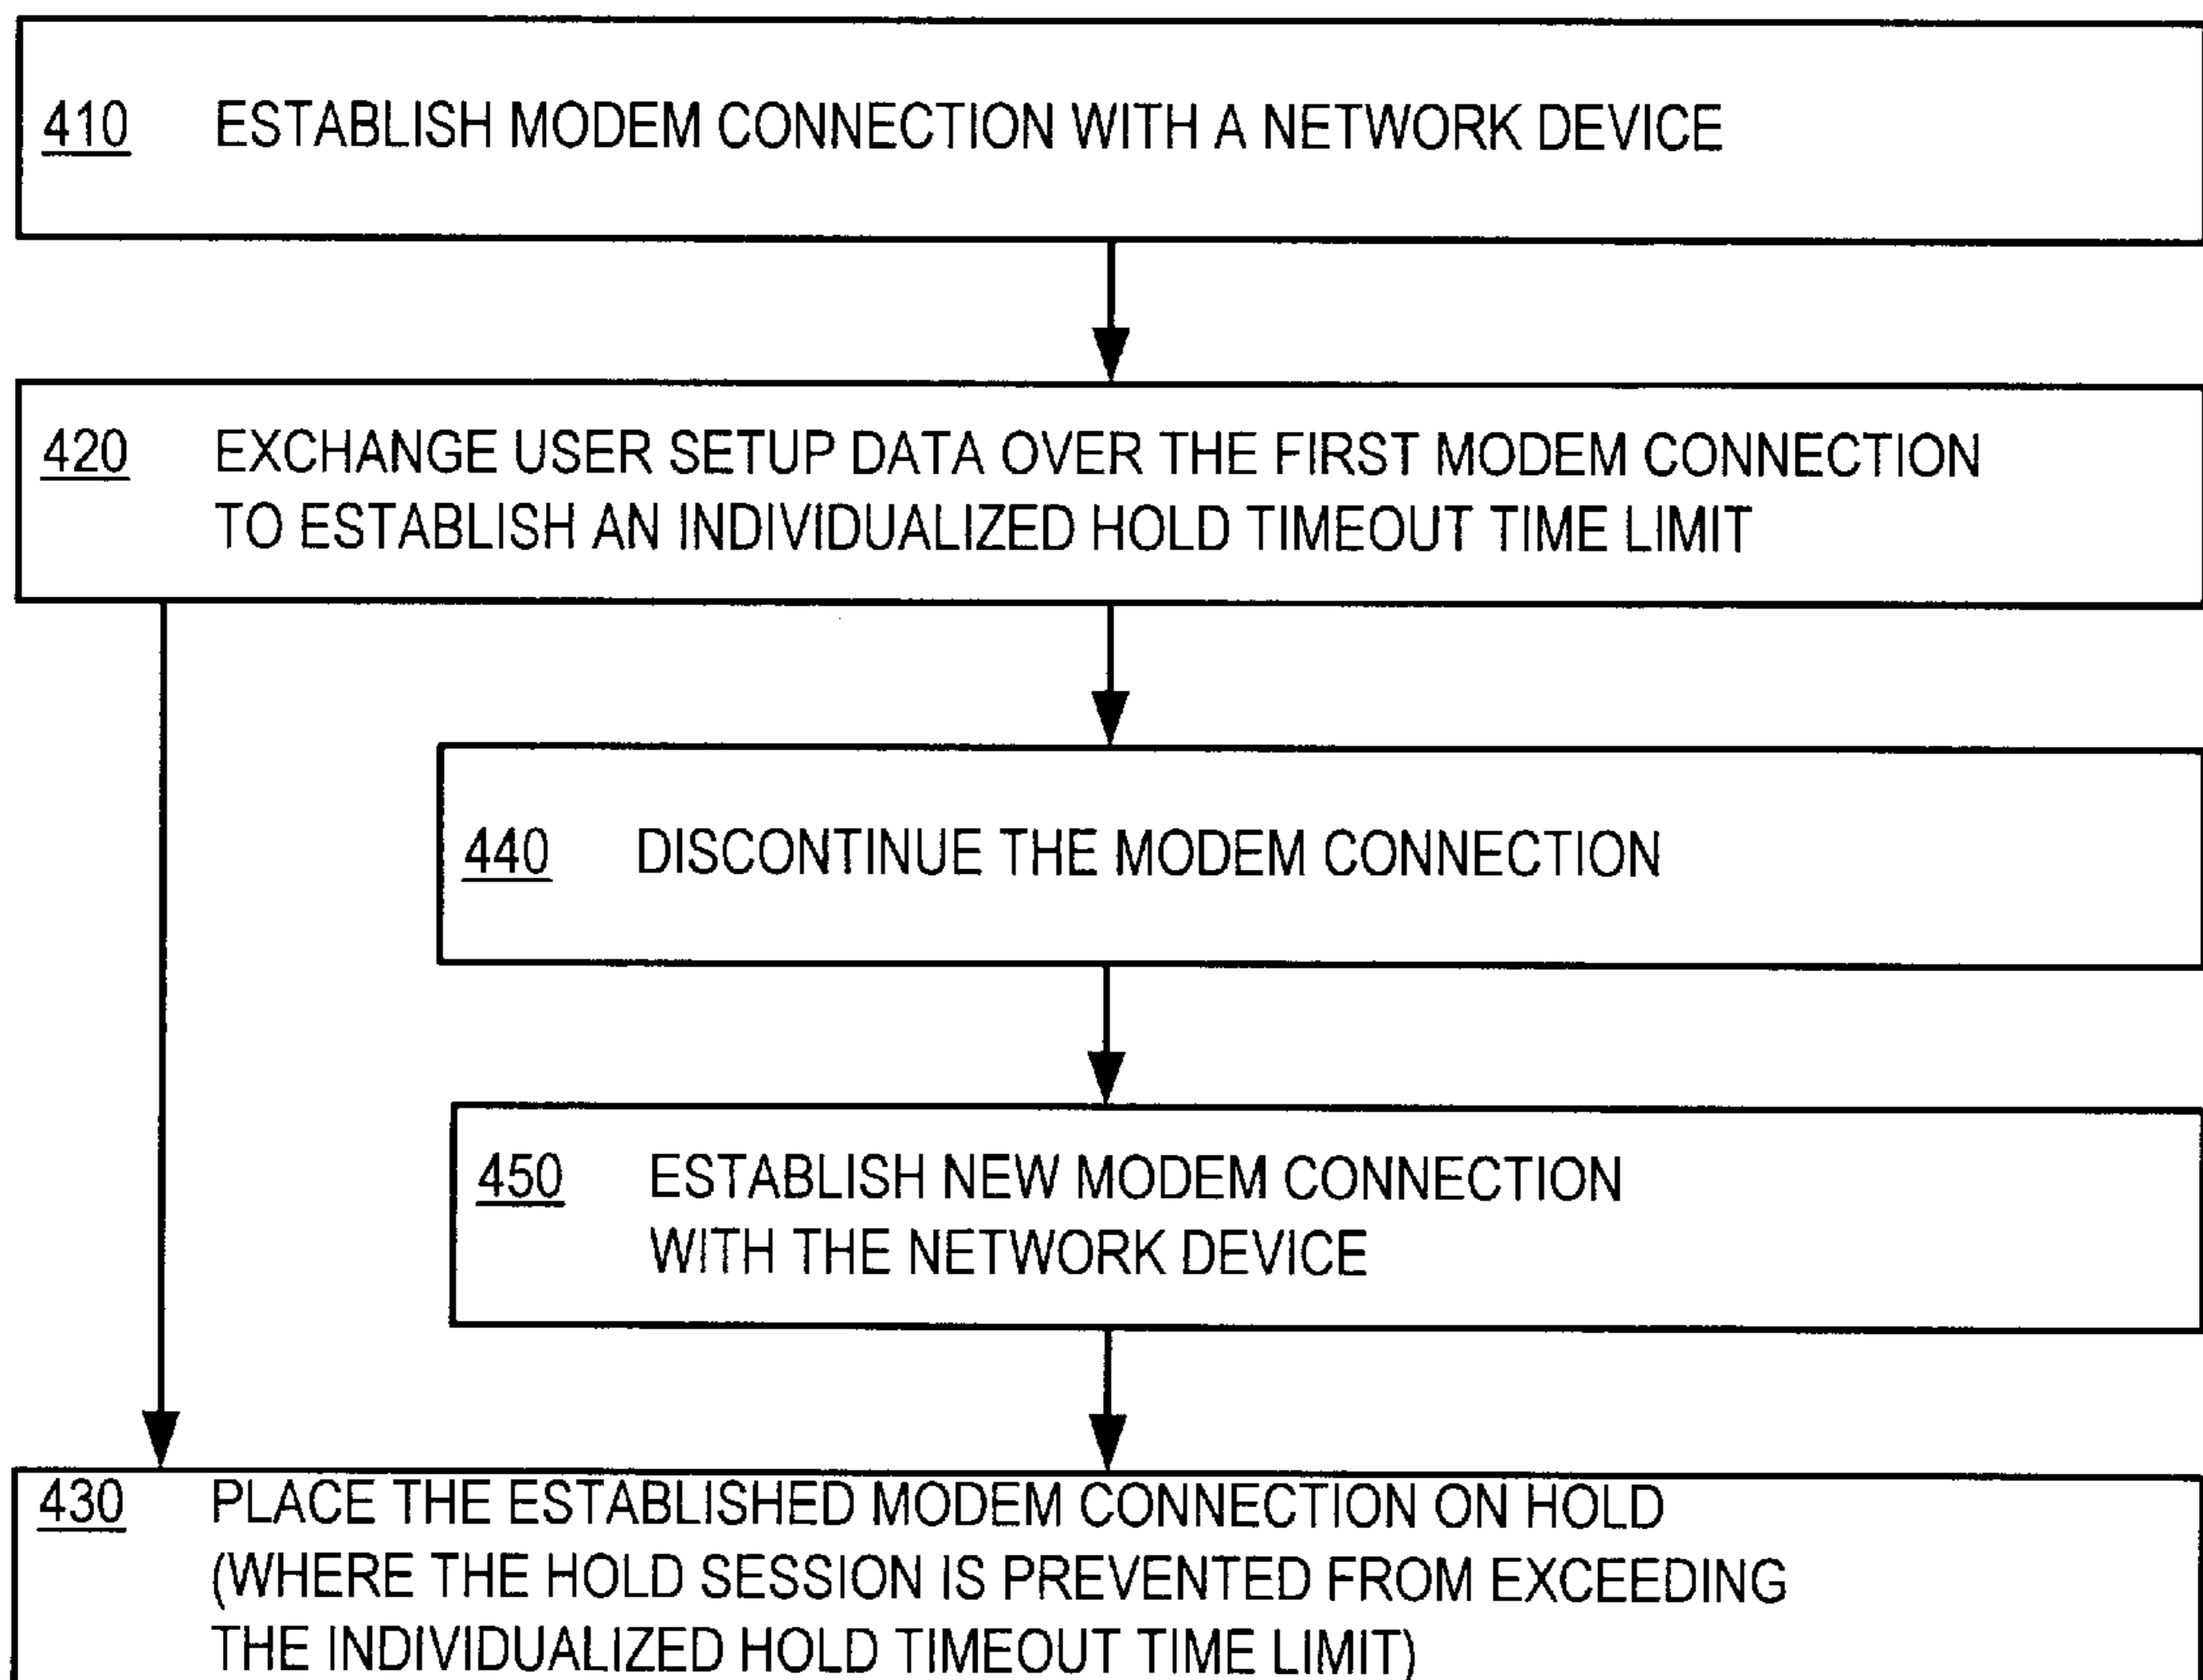 410 ESTABLISH MODEM CONNECTION WITH A NETWORK DEVICE
420 EXCHANGE USER SETUP DATA OVER THE FIRST MODEM CONNECTION
TO ESTABLISH AN INDIVIDUALIZED HOLD TIMEOUT TIME LIMIT
440 DISCONTINUE THE MODEM CONNECTION
450 ESTABLISH NEW MODEM CONNECTION
WITH THE NETWORK DEVICE
430 PLACE THE ESTABLISHED MODEM CONNECTION ON HOLD
(WHERE THE HOLD SESSION IS PREVENTED FROM EXCEEDING
THE INDIVIDUALIZED HOLD TIMEOUT TIME LIMIT)